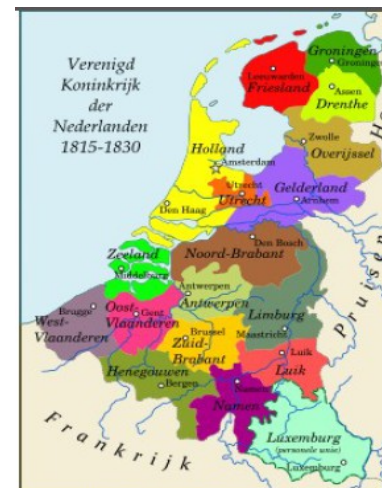 Verenigd
Koninkrijk
der
Nederlanden
1815-1830
Groningen
Groningen
Leeuwarden
Friesland
Assen
Drenthe
Zwolle
Overijssel
Holland
Amsterdam
Utrecht
Utrecht
Gelderland
Arnhem
Den Haag
Den Bosch
Noord-Brabant
Zeeland
Middelburg
Antwerpen
Antwerpen
Brugge
West-
Vlaanderen
Oost-
Vlaanderen
Gent
Limburg
Maastricht
Brussel
Zuid-
Brabant
Luik
Luik
Henegouwen
Bergen
Namen
Namen
Luxemburg
(personele unie)
Luxemburg
Frankrijk
Pruisen